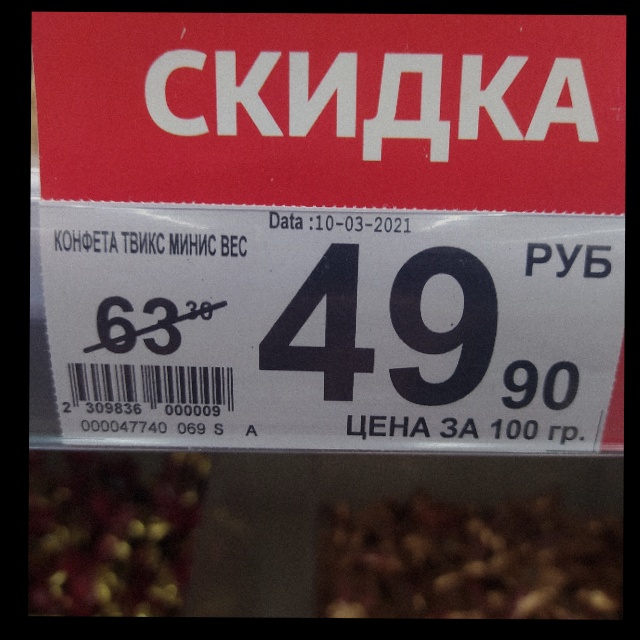 СКИДКА
Data :10-03-2021
КОНФЕТА ТВИКС МИНИС ВЕС
РУБ
63 30
49 90
2 309836 000009
000047740 069 S A
ЦЕНА ЗА 100 гр.